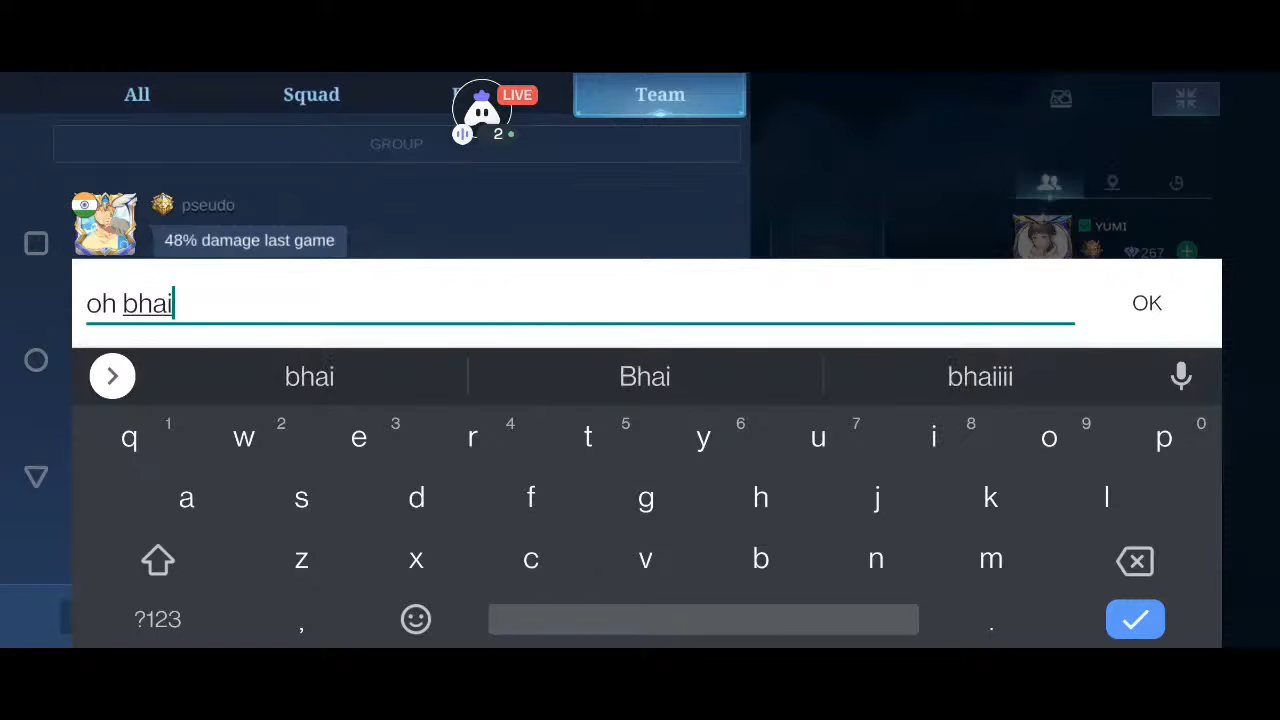 All Squad Team
LIVE
2
GROUP
pseudo
48% damage last game
YUMI
267
oh bhai
OK
bhai Bhai bhaiiii
1 2 3 4 5 6 7 8 9 0
q w e r t y u i o p
a s d f g h j k l
z x c v b n m
?123 , .